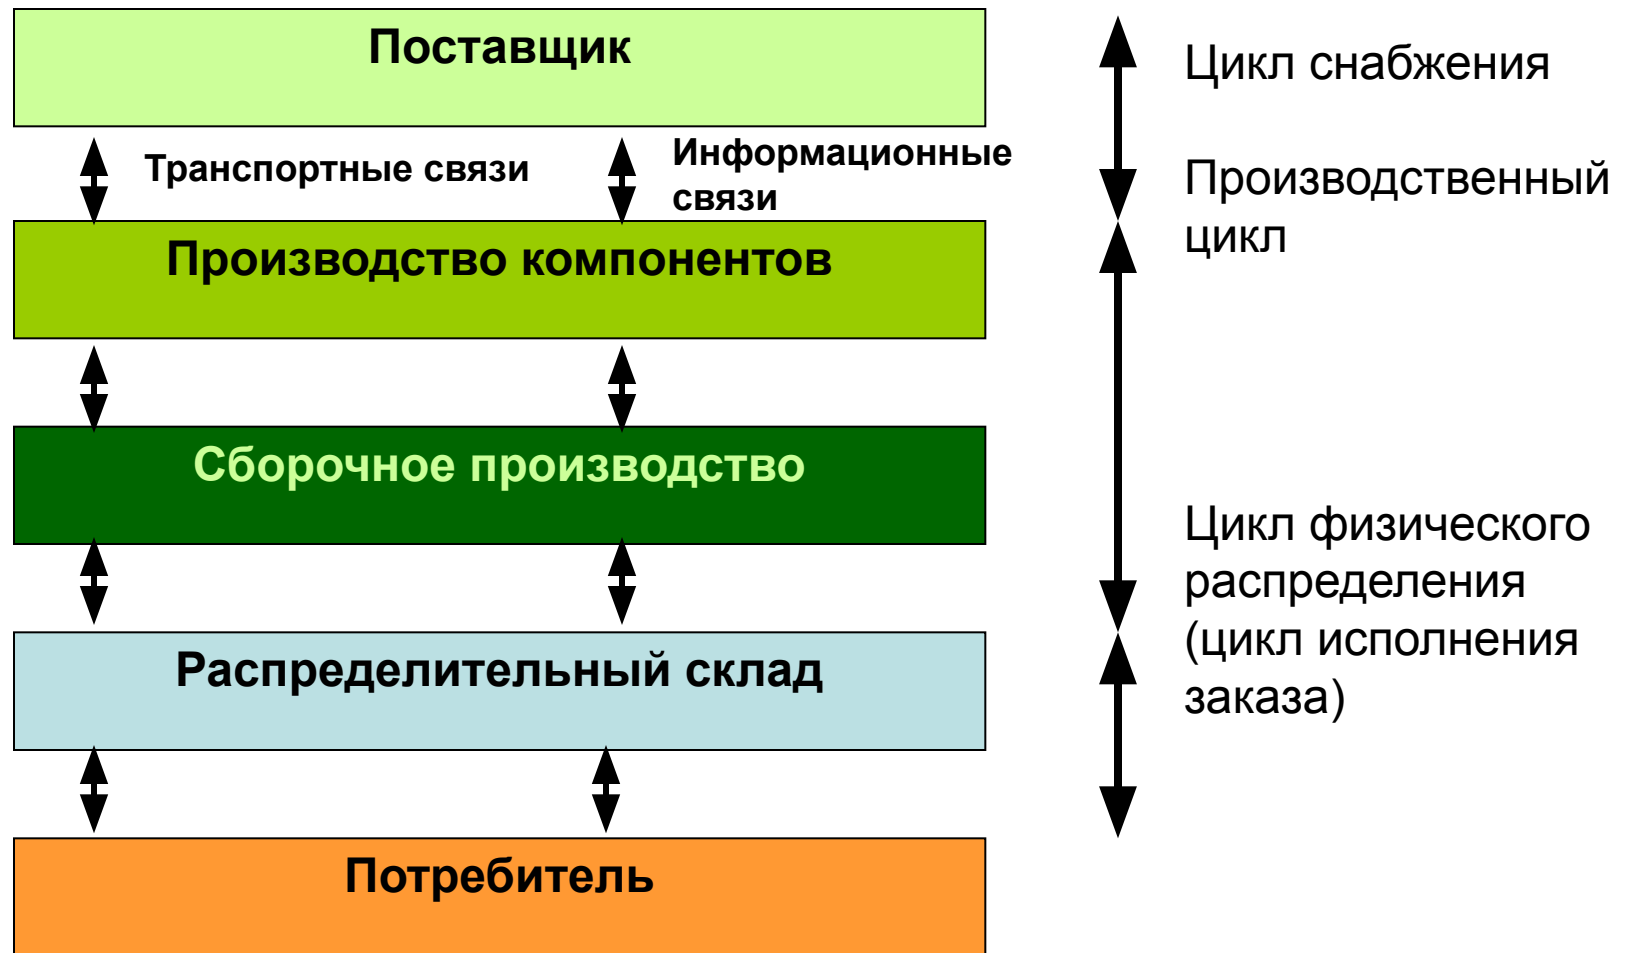 Поставщик
Цикл снабжения
Транспортные связи
Информационные
связи
Производственный
цикл
Производство компонентов
Сборочное производство
Цикл физического
распределения
(цикл исполнения
заказа)
Распределительный склад
Потребитель